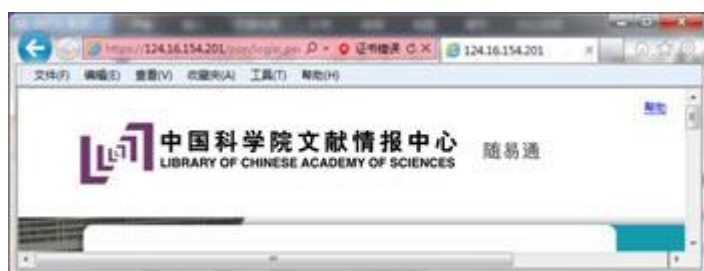 https://124.16.154.201/por/login_psv 证书错误 124.16.154.201
文件(F) 编辑(E) 查看(V) 收藏夹(A) 工具(T) 帮助(H)
帮助
中国科学院文献情报中心 随易通
LIBRARY OF CHINESE ACADEMY OF SCIENCES